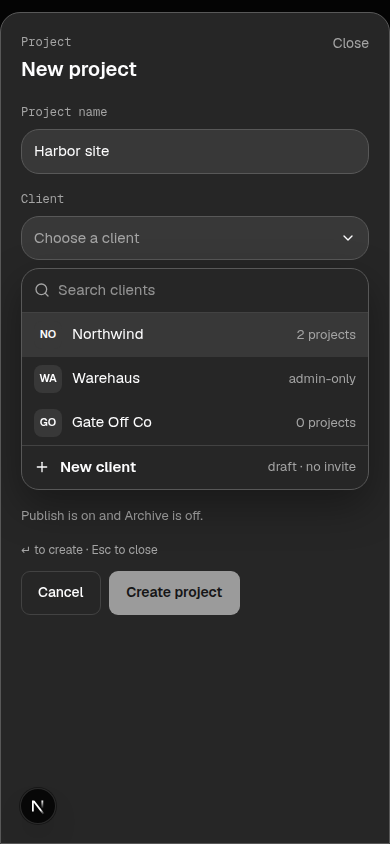 Project
Close
New project
Project name
Harbor site
Client
Choose a client
Search clients
NO Northwind 2 projects
WA Warehaus admin-only
GO Gate Off Co 0 projects
+ New client draft · no invite
Publish is on and Archive is off.
↵ to create · Esc to close
Cancel Create project
N